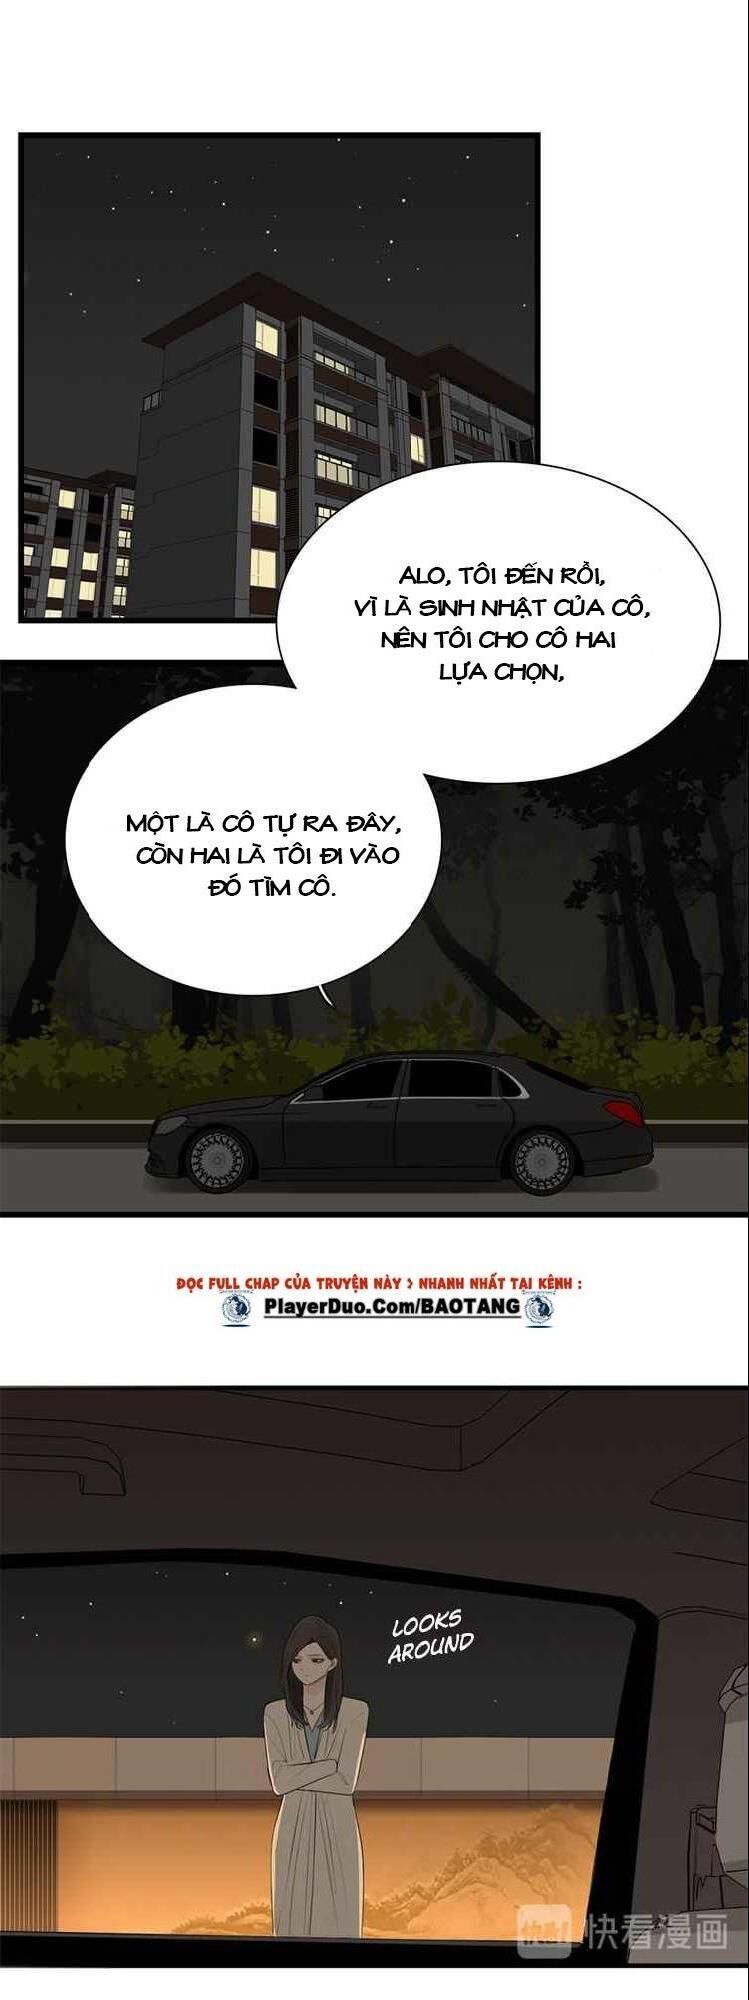 ALO, TÔI ĐẾN RỒI,
VÌ LÀ SINH NHẬT CỦA CÔ,
NÊN TÔI CHO CÔ HAI
LỰA CHỌN,
MỘT LÀ CÔ TỰ RA ĐÂY,
CÒN HAI LÀ TÔI ĐI VÀO
ĐÓ TÌM CÔ.
ĐỌC FULL CHAP CỦA TRUYỆN NÀY > NHANH NHẤT TẠI KÊNH :
PlayerDuo.Com/BAOTANG
LOOKS
AROUND
快看漫画